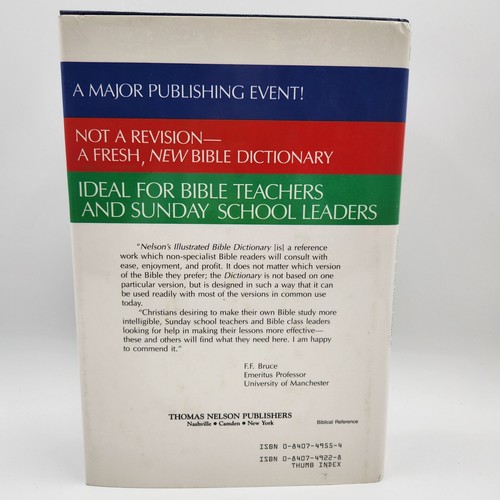 A MAJOR PUBLISHING EVENT!
NOT A REVISION—
A FRESH, NEW BIBLE DICTIONARY
IDEAL FOR BIBLE TEACHERS
AND SUNDAY SCHOOL LEADERS
"Nelson's Illustrated Bible Dictionary [is] a reference
work which non-specialist Bible readers will consult with
ease, enjoyment, and profit. It does not matter which version
of the Bible they prefer; the Dictionary is not based on one
particular version, but is designed in such a way that it can
be used readily with most of the versions in common use
today.
"Christians desiring to make their own Bible study more
intelligible, Sunday school teachers and Bible class leaders
looking for help in making their lessons more effective—
these and others will find what they need here. I am happy
to commend it."
F.F. Bruce
Emeritus Professor
University of Manchester
THOMAS NELSON PUBLISHERS
Nashville • Camden • New York
Biblical Reference
ISBN 0-8407-4955-4
ISBN 0-8407-4922-8
THUMB INDEX